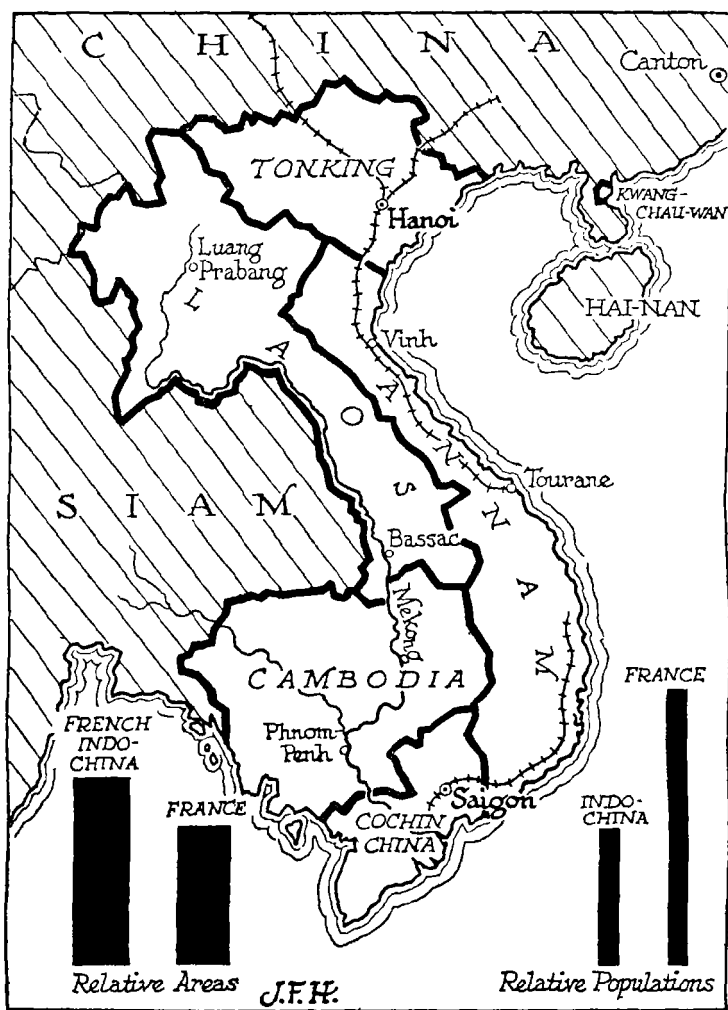 CHINA
Canton
TONKING
KWANG-
CHAU-WAN
Hanoi
Luang
Prabang
HAI-NAN
LAOS
Vinh
ANNAM
SIAM
Tourane
Bassac
Mekong
CAMBODIA
Phnom-
Penh
Saigon
COCHIN
CHINA
FRENCH
INDO-
CHINA
FRANCE
Relative Areas
J.F.H.
FRANCE
INDO-
CHINA
Relative Populations